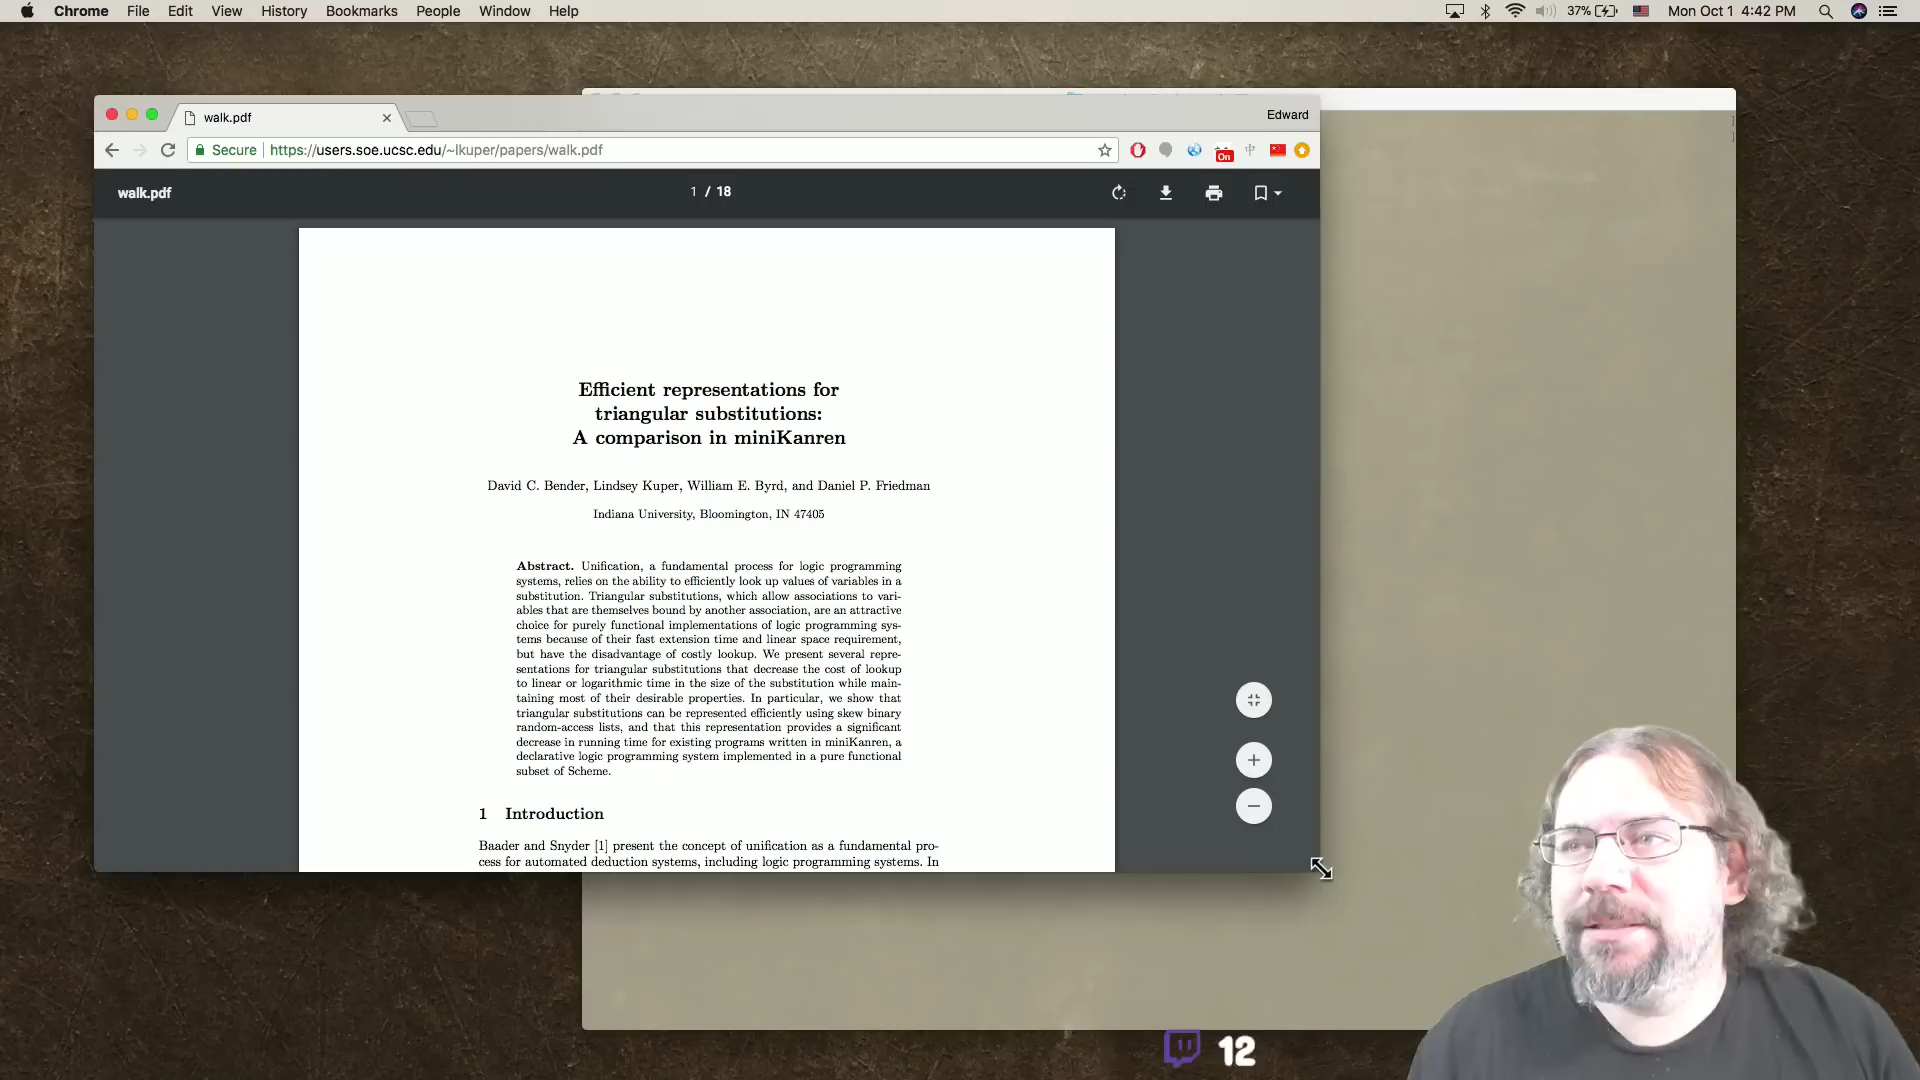 Chrome File Edit View History Bookmarks People Window Help
37% Mon Oct 1 4:42 PM
walk.pdf
Edward
Secure https://users.soe.ucsc.edu/~lkuper/papers/walk.pdf
On
walk.pdf
1 / 18
Efficient representations for
triangular substitutions:
A comparison in miniKanren
David C. Bender, Lindsey Kuper, William E. Byrd, and Daniel P. Friedman
Indiana University, Bloomington, IN 47405
Abstract. Unification, a fundamental process for logic programming
systems, relies on the ability to efficiently look up values of variables in a
substitution. Triangular substitutions, which allow associations to vari-
ables that are themselves bound by another association, are an attractive
choice for purely functional implementations of logic programming sys-
tems because of their fast extension time and linear space requirement,
but have the disadvantage of costly lookup. We present several repre-
sentations for triangular substitutions that decrease the cost of lookup
to linear or logarithmic time in the size of the substitution while main-
taining most of their desirable properties. In particular, we show that
triangular substitutions can be represented efficiently using skew binary
random-access lists, and that this representation provides a significant
decrease in running time for existing programs written in miniKanren, a
declarative logic programming system implemented in a pure functional
subset of Scheme.
1 Introduction
Baader and Snyder [1] present the concept of unification as a fundamental pro-
cess for automated deduction systems, including logic programming systems. In
12